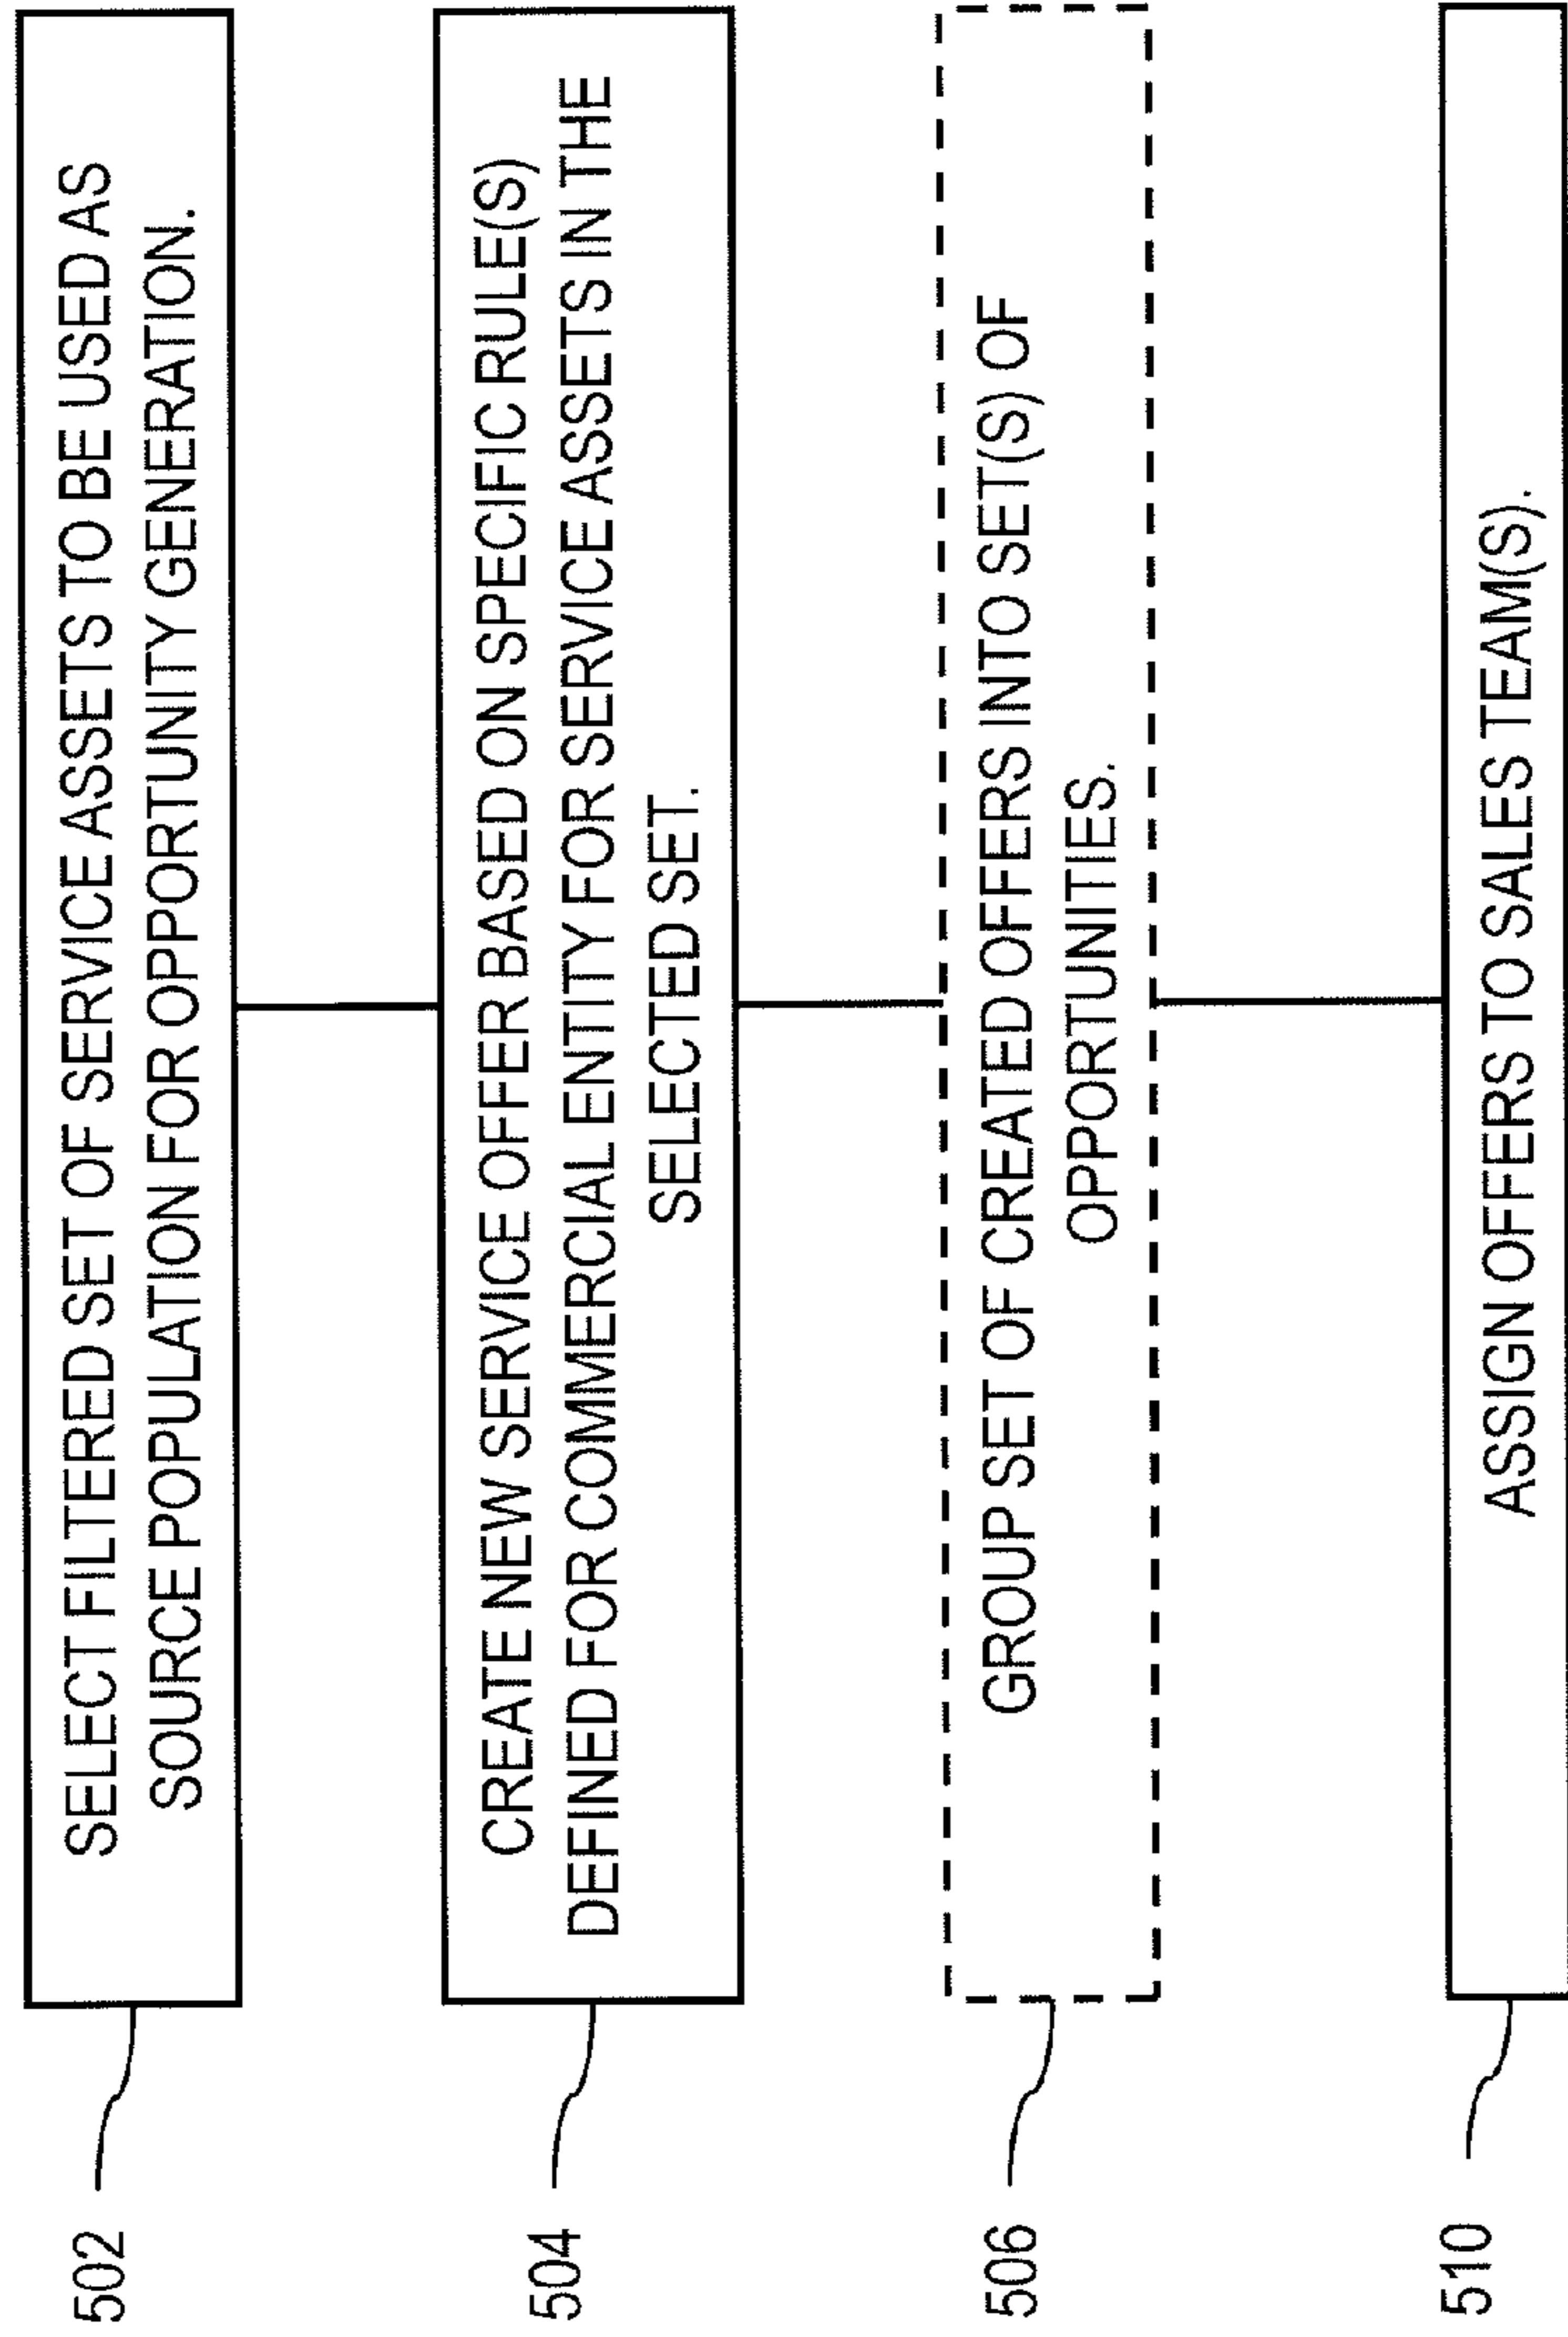 502
SELECT FILTERED SET OF SERVICE ASSETS TO BE USED AS
SOURCE POPULATION FOR OPPORTUNITY GENERATION.
504
CREATE NEW SERVICE OFFER BASED ON SPECIFIC RULE(S)
DEFINED FOR COMMERCIAL ENTITY FOR SERVICE ASSETS IN THE
SELECTED SET.
506
GROUP SET OF CREATED OFFERS INTO SET(S) OF
OPPORTUNITIES.
510
ASSIGN OFFERS TO SALES TEAM(S).